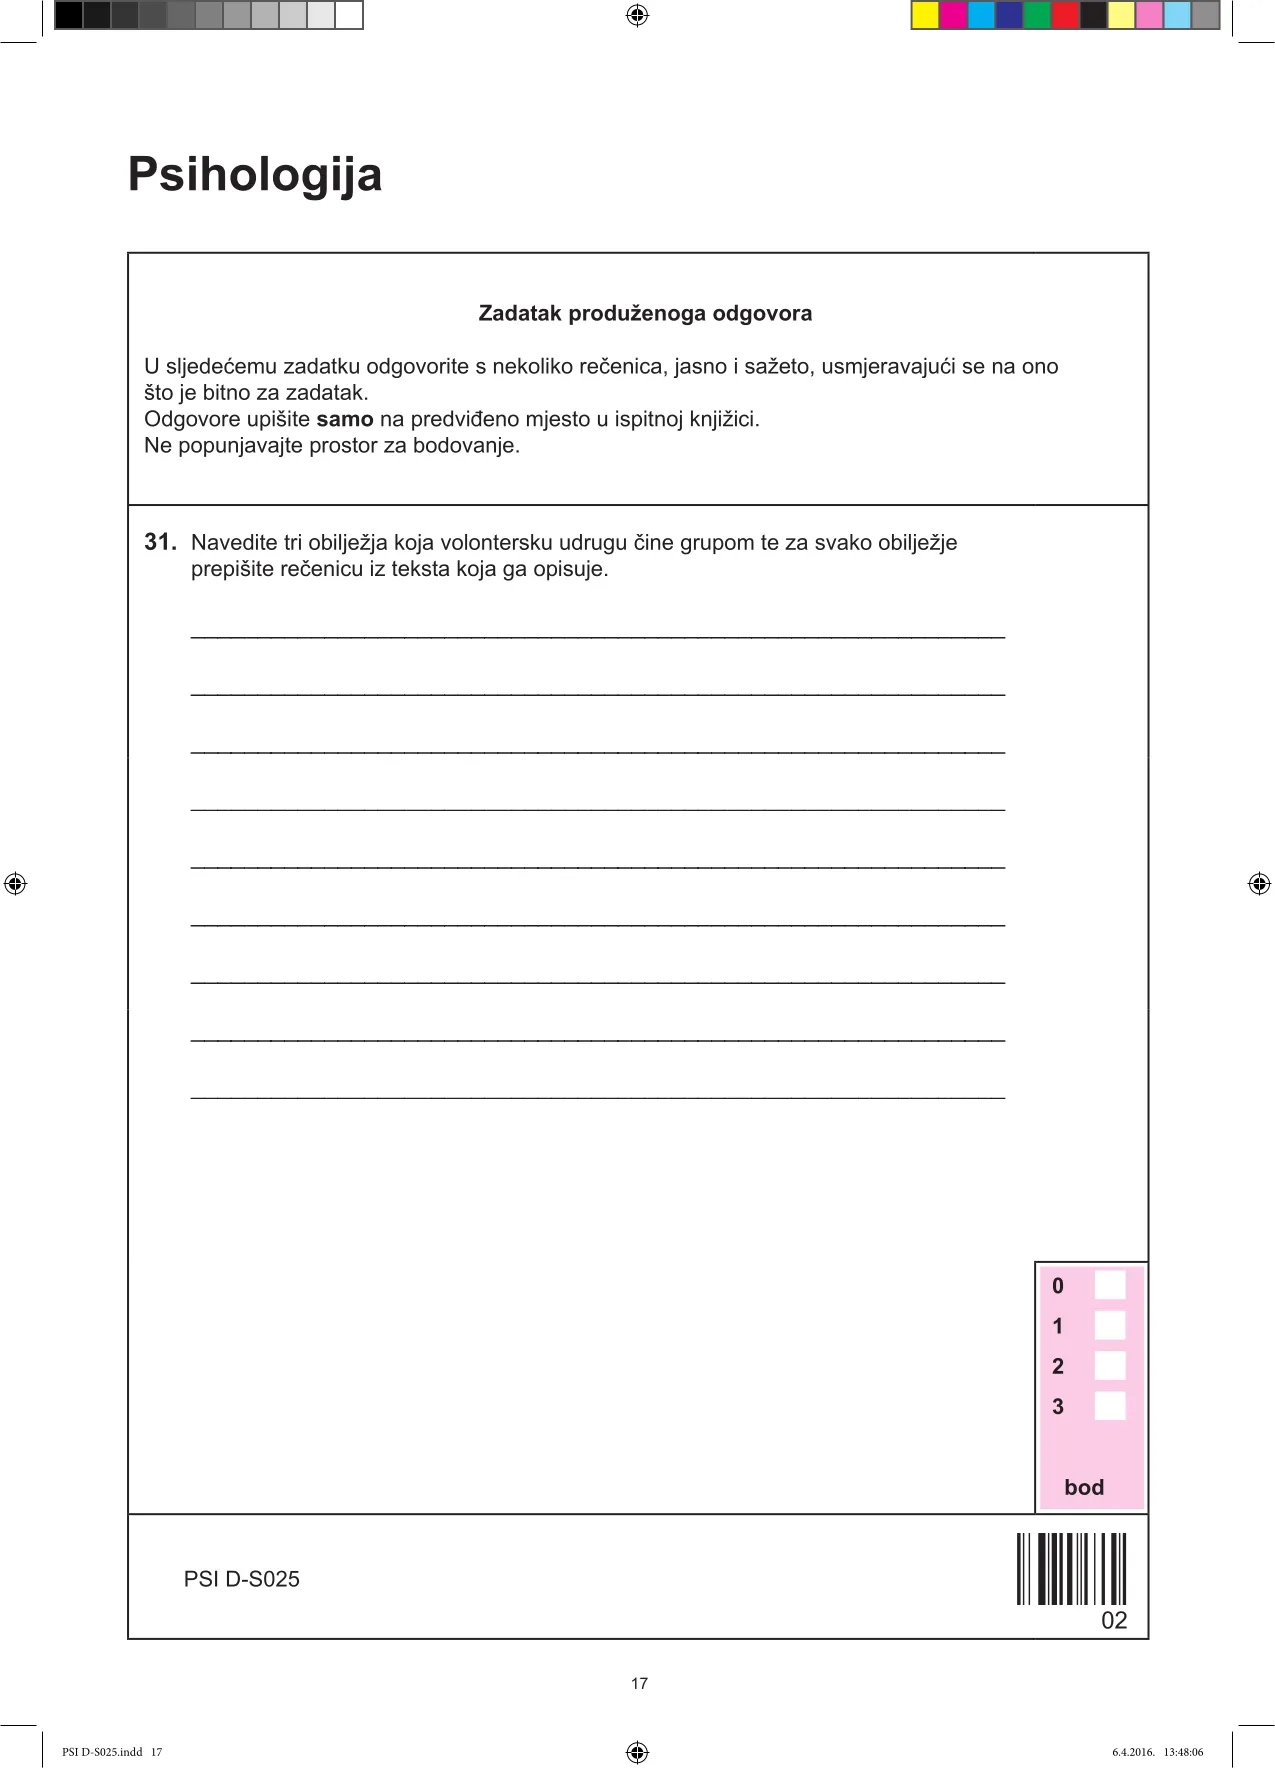 Psihologija
Zadatak produženoga odgovora
U sljedećemu zadatku odgovorite s nekoliko rečenica, jasno i sažeto, usmjeravajući se na ono
što je bitno za zadatak.
Odgovore upišite samo na predviđeno mjesto u ispitnoj knjižici.
Ne popunjavajte prostor za bodovanje.
31. Navedite tri obilježja koja volontersku udrugu čine grupom te za svako obilježje
prepišite rečenicu iz teksta koja ga opisuje.
0
1
2
3
bod
PSI D-S025
02
17
PSI D-S025.indd 17
6.4.2016. 13:48:06